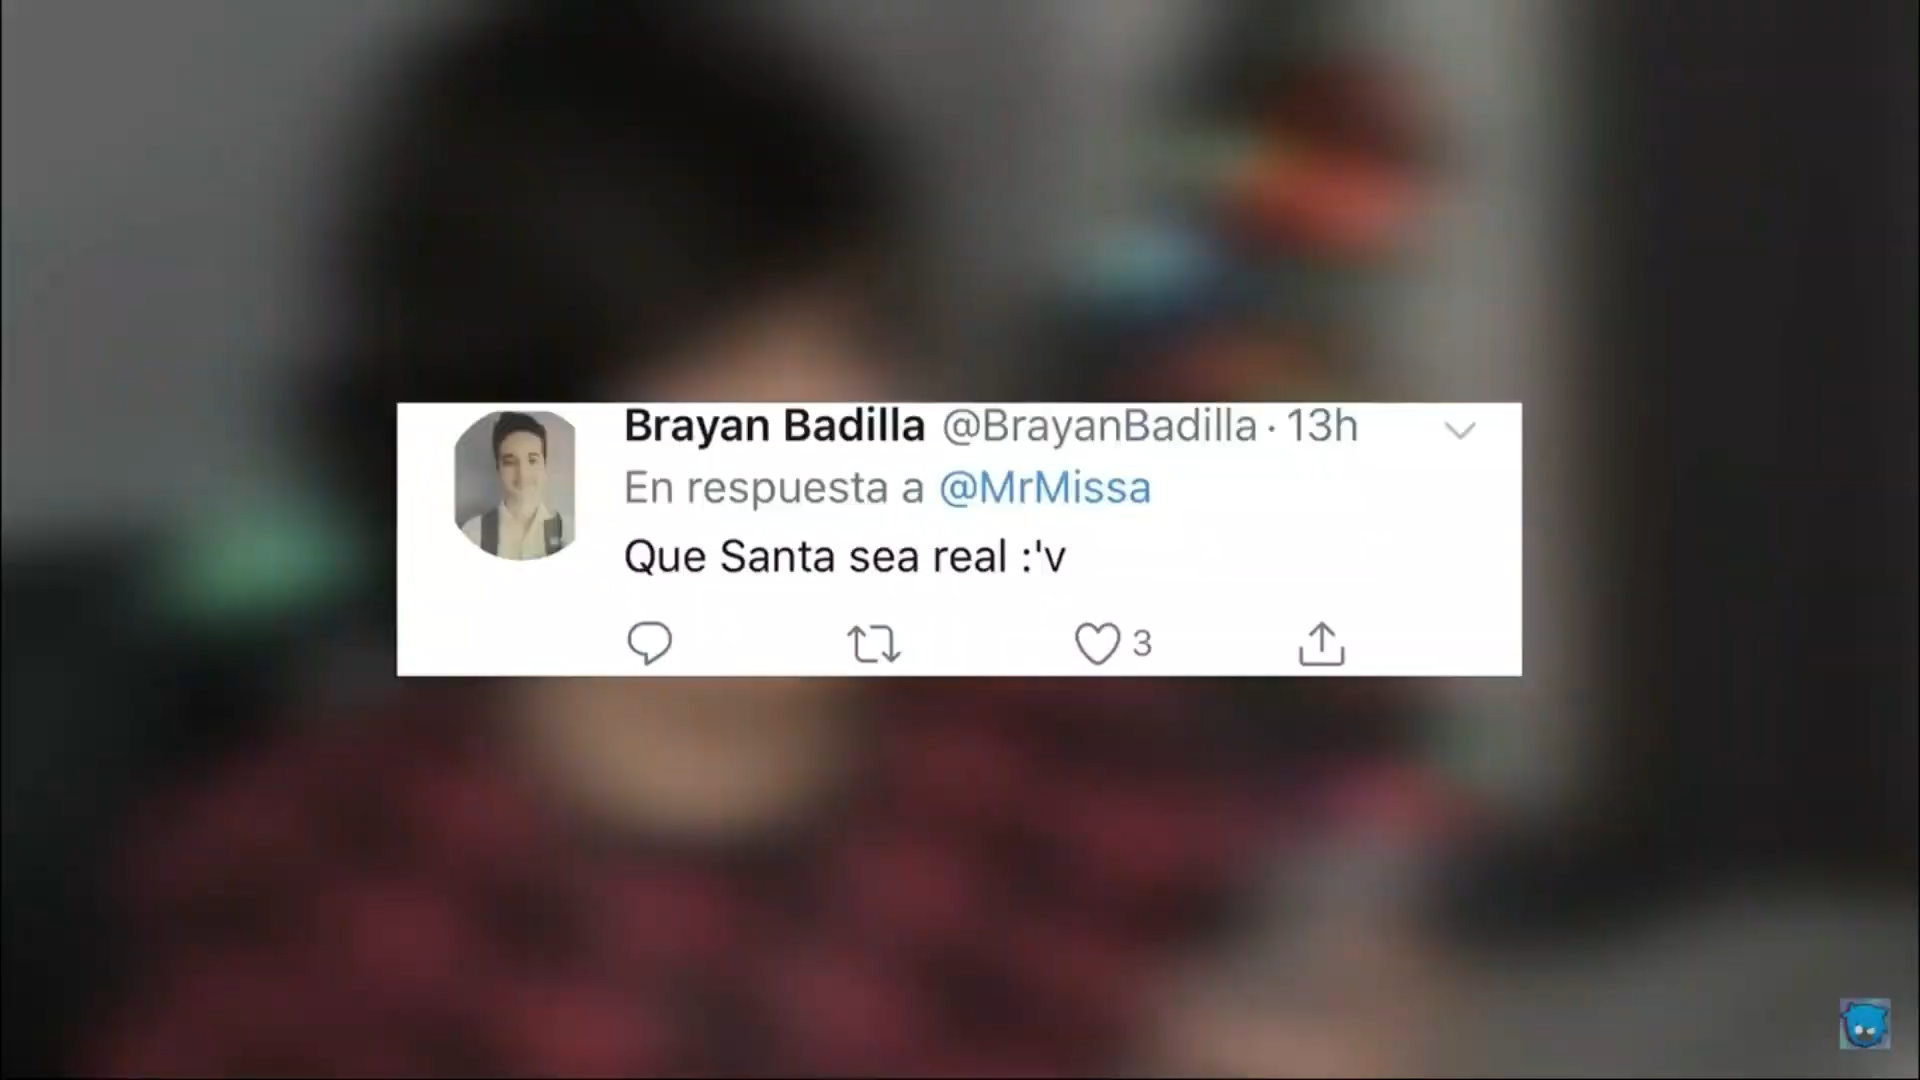 Brayan Badilla @BrayanBadilla · 13h
En respuesta a @MrMissa
Que Santa sea real :'v
3